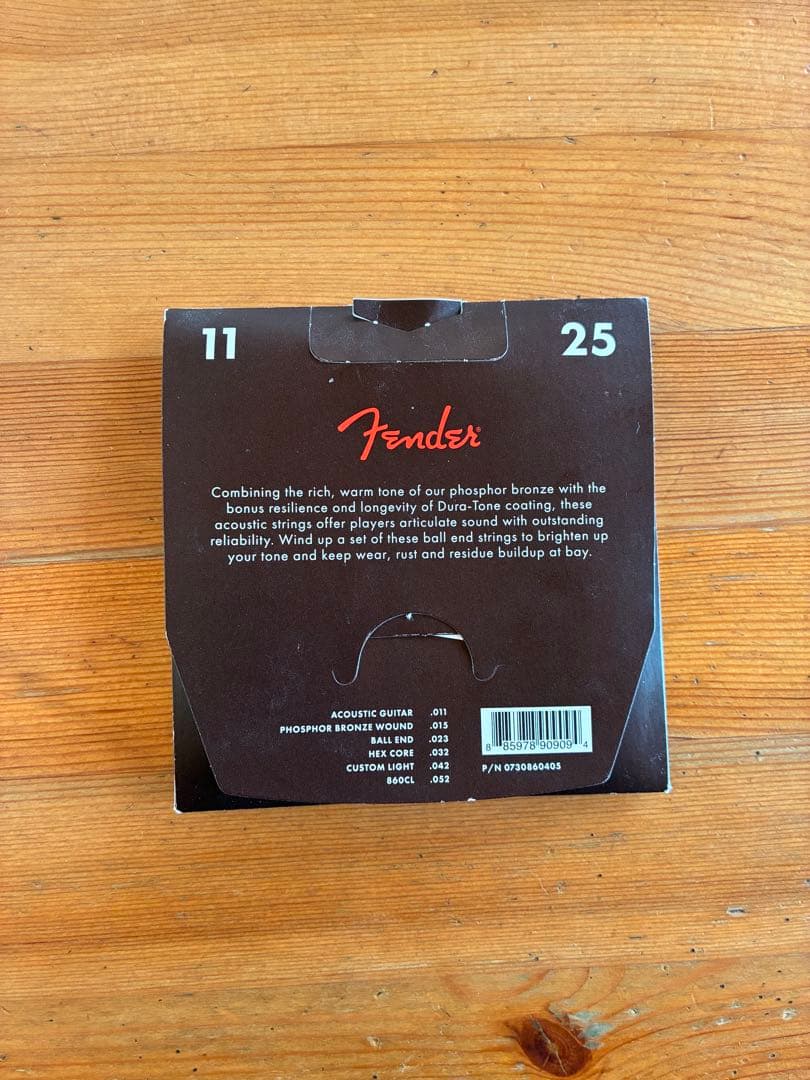 11
25
Fender®
Combining the rich, warm tone of our phosphor bronze with the
bonus resilience and longevity of Dura-Tone coating, these
acoustic strings offer players articulate sound with outstanding
reliability. Wind up a set of these ball end strings to brighten up
your tone and keep wear, rust and residue buildup at bay.
ACOUSTIC GUITAR .011
PHOSPHOR BRONZE WOUND .015
BALL END .023
HEX CORE .032
CUSTOM LIGHT .042
860CL .052
8 85978 90909 4
P/N 0730860405